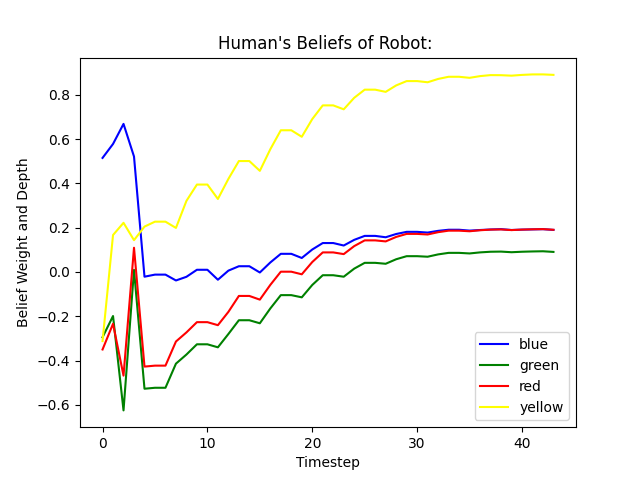 Human's Beliefs of Robot:
Belief Weight and Depth
0.8
0.6
0.4
0.2
0.0
−0.2
−0.4
−0.6
blue
green
red
yellow
0 10 20 30 40
Timestep